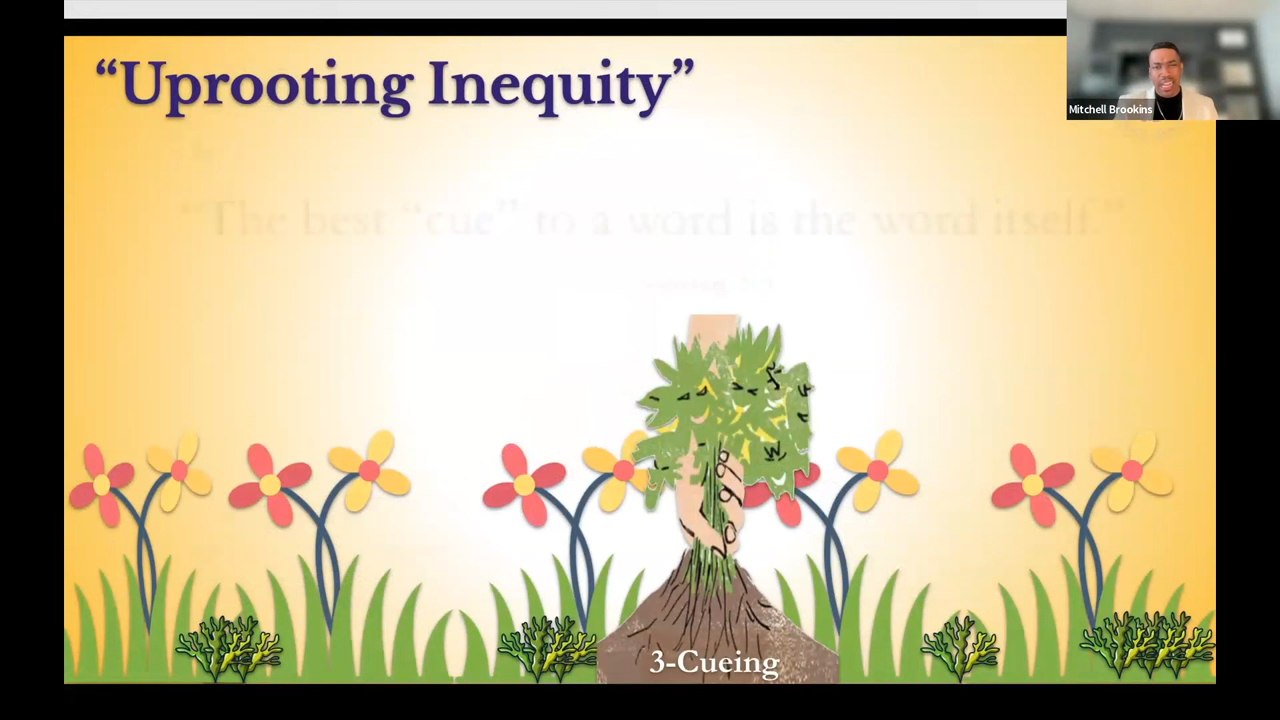 “Uprooting Inequity”
Mitchell Brookins
“The best “cue” to a word is the word itself.”
3-Cueing